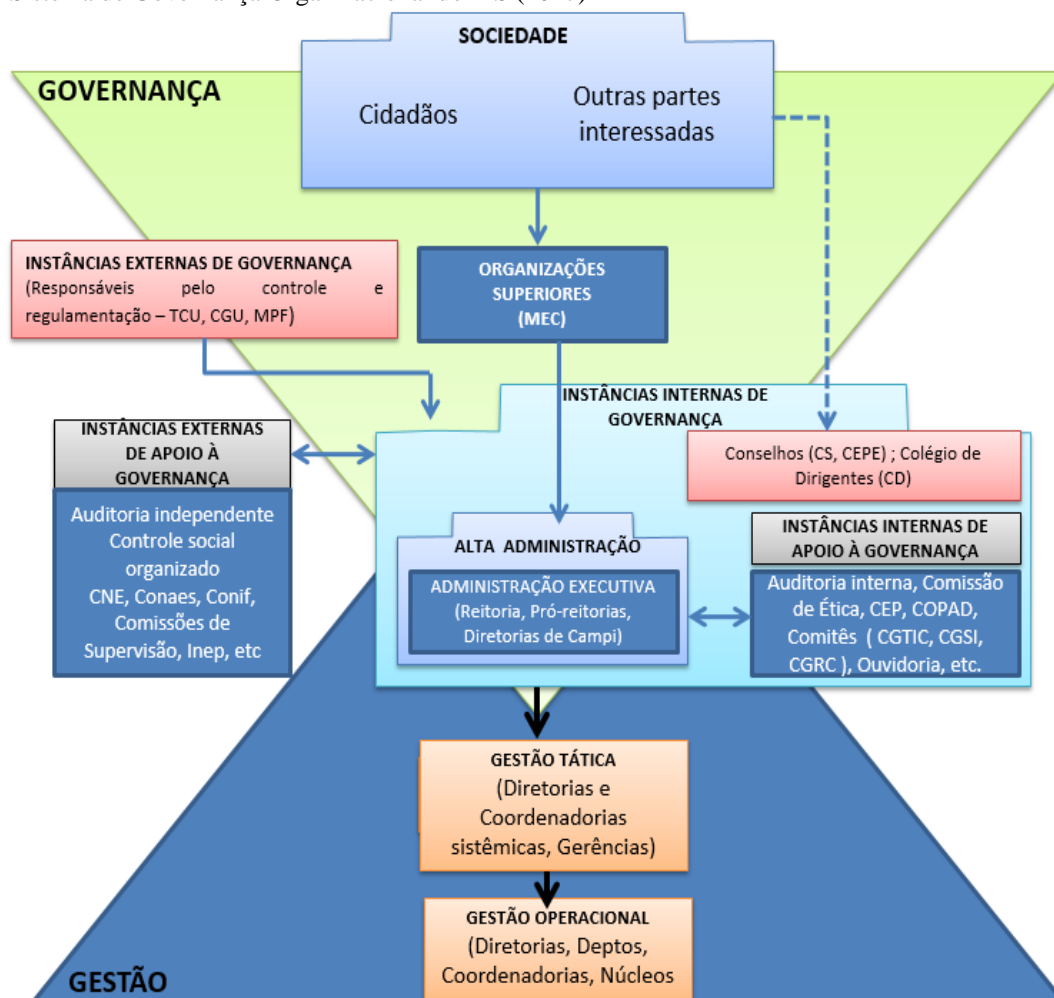 SOCIEDADE
GOVERNANÇA
Cidadãos
Outras partes
interessadas
INSTÂNCIAS EXTERNAS DE GOVERNANÇA
(Responsáveis pelo controle e
regulamentação – TCU, CGU, MPF)
ORGANIZAÇÕES
SUPERIORES
(MEC)
INSTÂNCIAS INTERNAS DE
GOVERNANÇA
INSTÂNCIAS EXTERNAS
DE APOIO À
GOVERNANÇA
Auditoria independente
Controle social
organizado
CNE, Conaes, Conif,
Comissões de
Supervisão, Inep, etc
Conselhos (CS, CEPE) ; Colégio de
Dirigentes (CD)
ALTA ADMINISTRAÇÃO
ADMINISTRAÇÃO EXECUTIVA
(Reitoria, Pró-reitorias,
Diretorias de Campi)
INSTÂNCIAS INTERNAS DE
APOIO À GOVERNANÇA
Auditoria interna, Comissão
de Ética, CEP, COPAD,
Comitês ( CGTIC, CGSI,
CGRC ), Ouvidoria, etc.
GESTÃO TÁTICA
(Diretorias e
Coordenadorias
sistêmicas, Gerências)
GESTÃO OPERACIONAL
(Diretorias, Deptos,
Coordenadorias, Núcleos
GESTÃO